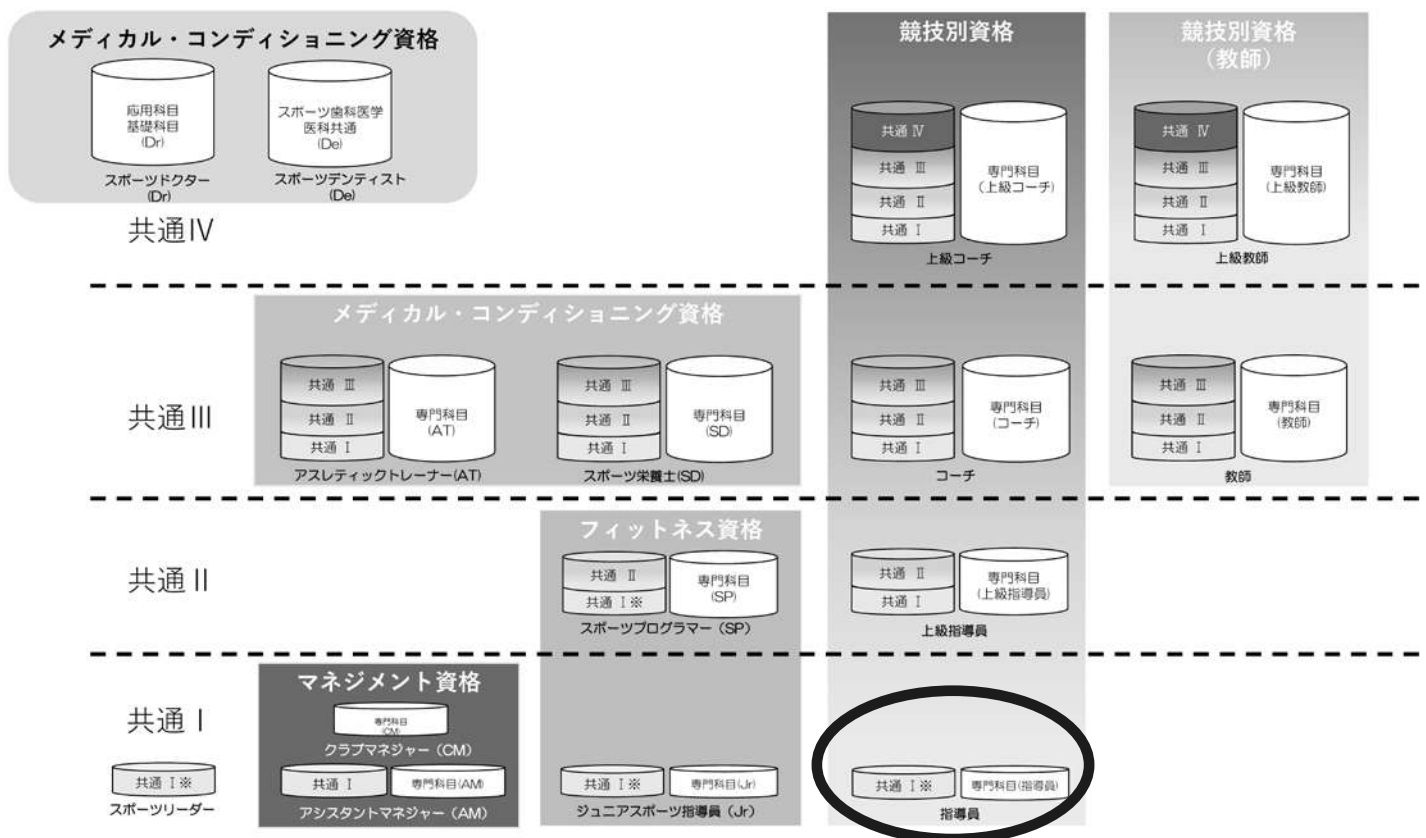 メディカル・コンディショニング資格
応用科目
基礎科目
(Dr)
スポーツドクター
(Dr)
スポーツ歯科医学
医科共通
(De)
スポーツデンティスト
(De)
競技別資格
共通 Ⅳ
共通 Ⅲ
共通 Ⅱ
共通 Ⅰ
専門科目
(上級コーチ)
上級コーチ
競技別資格
(教師)
共通 Ⅳ
共通 Ⅲ
共通 Ⅱ
共通 Ⅰ
専門科目
(上級教師)
上級教師
共通Ⅳ
メディカル・コンディショニング資格
共通Ⅲ
共通 Ⅲ
共通 Ⅱ
共通 Ⅰ
専門科目
(AT)
アスレティックトレーナー(AT)
共通 Ⅲ
共通 Ⅱ
共通 Ⅰ
専門科目
(SD)
スポーツ栄養士(SD)
共通 Ⅲ
共通 Ⅱ
共通 Ⅰ
専門科目
(コーチ)
コーチ
共通 Ⅲ
共通 Ⅱ
共通 Ⅰ
専門科目
(教師)
教師
共通Ⅱ
フィットネス資格
共通 Ⅱ
共通 Ⅰ※
専門科目
(SP)
スポーツプログラマー (SP)
共通 Ⅱ
共通 Ⅰ
専門科目
(上級指導員)
上級指導員
共通Ⅰ
共通 Ⅰ※
スポーツリーダー
マネジメント資格
専門科目
(CM)
クラブマネジャー (CM)
共通 Ⅰ
専門科目(AM)
アシスタントマネジャー (AM)
共通 Ⅰ※
専門科目(Jr)
ジュニアスポーツ指導員 (Jr)
共通 Ⅰ※
専門科目(指導員)
指導員